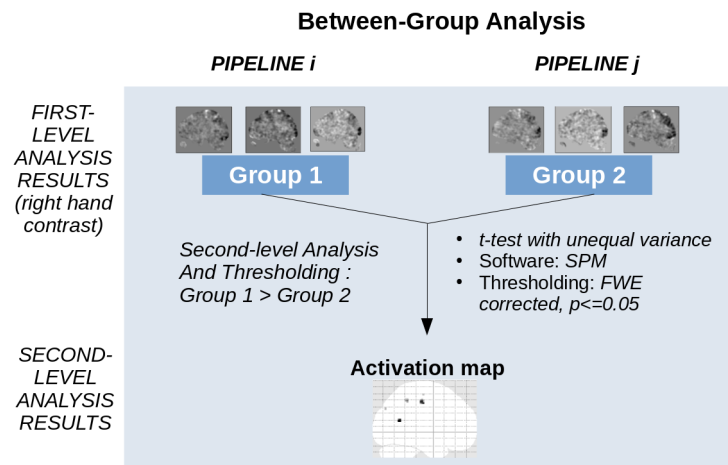 Between-Group Analysis
PIPELINE i
PIPELINE j
FIRST-
LEVEL
ANALYSIS
RESULTS
(right hand
contrast)
Group 1
Group 2
Second-level Analysis
And Thresholding :
Group 1 > Group 2
• t-test with unequal variance
• Software: SPM
• Thresholding: FWE
corrected, p<=0.05
SECOND-
LEVEL
ANALYSIS
RESULTS
Activation map